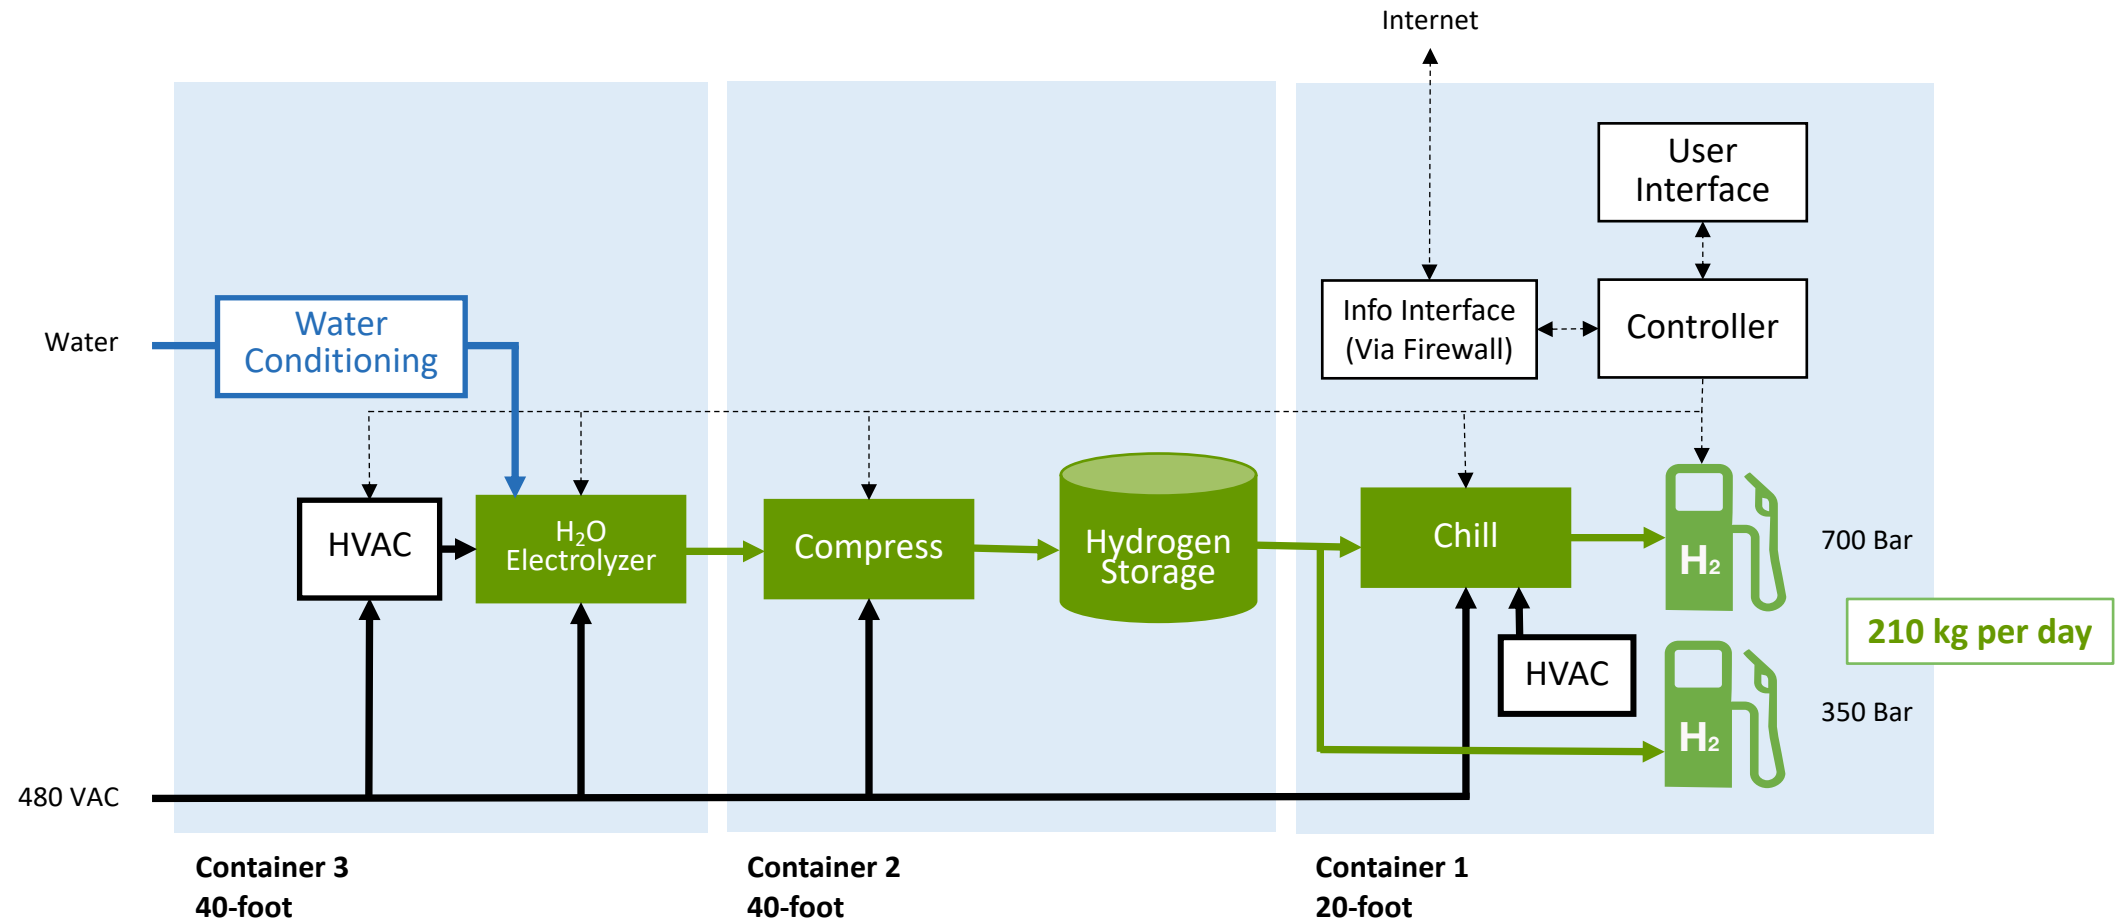 Internet
User
Interface
Info Interface
(Via Firewall)
Controller
Water
Water
Conditioning
HVAC
H₂O
Electrolyzer
Compress
Hydrogen
Storage
Chill
H₂
700 Bar
210 kg per day
HVAC
H₂
350 Bar
480 VAC
Container 3
40-foot
Container 2
40-foot
Container 1
20-foot